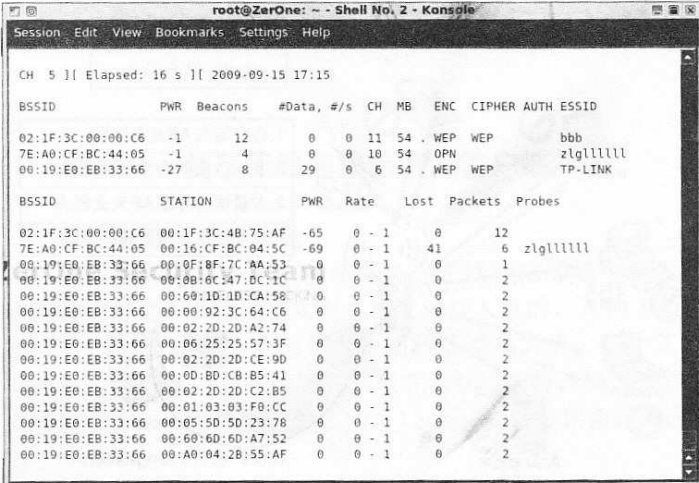 root@ZerOne: ~ - Shell No. 2 - Konsole
Session Edit View Bookmarks Settings Help
CH 5 ][ Elapsed: 16 s ][ 2009-09-15 17:15
BSSID PWR Beacons #Data, #/s CH MB ENC CIPHER AUTH ESSID
02:1F:3C:00:00:C6 -1 12 0 0 11 54 . WEP WEP bbb
7E:A0:CF:BC:44:05 -1 4 0 0 10 54 OPN zlgllllll
00:19:E0:EB:33:66 -27 8 29 0 6 54 . WEP WEP TP-LINK
BSSID STATION PWR Rate Lost Packets Probes
02:1F:3C:00:00:C6 00:1F:3C:4B:75:AF -65 0 - 1 0 12
7E:A0:CF:BC:44:05 00:16:CF:BC:04:5C -69 0 - 1 41 6 zlgllllll
00:19:E0:EB:33:66 00:0F:8F:7C:AA:53 0 0 - 1 0 1
00:19:E0:EB:33:66 00:0B:6C:47:DC:1C 0 0 - 1 0 2
00:19:E0:EB:33:66 00:60:1D:1D:CA:58 0 0 - 1 0 2
00:19:E0:EB:33:66 00:00:92:3C:64:C6 0 0 - 1 0 2
00:19:E0:EB:33:66 00:02:2D:2D:A2:74 0 0 - 1 0 2
00:19:E0:EB:33:66 00:06:25:25:57:3F 0 0 - 1 0 2
00:19:E0:EB:33:66 00:02:2D:2D:CE:9D 0 0 - 1 0 2
00:19:E0:EB:33:66 00:0D:BD:CB:B5:41 0 0 - 1 0 2
00:19:E0:EB:33:66 00:02:2D:2D:C2:B5 0 0 - 1 0 2
00:19:E0:EB:33:66 00:01:03:03:F0:CC 0 0 - 1 0 2
00:19:E0:EB:33:66 00:05:5D:5D:23:78 0 0 - 1 0 2
00:19:E0:EB:33:66 00:60:6D:6D:A7:52 0 0 - 1 0 2
00:19:E0:EB:33:66 00:A0:04:2B:55:AF 0 0 - 1 0 2
ZerOne Security Team